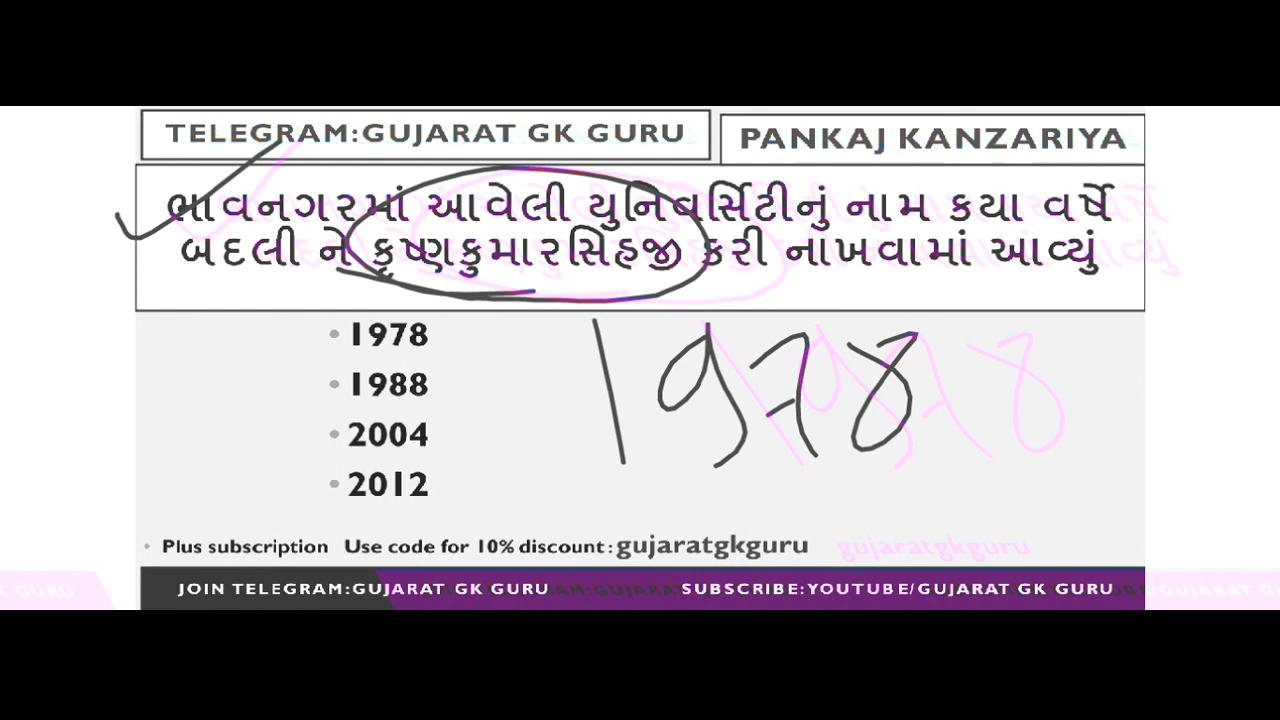 TELEGRAM:GUJARAT GK GURU
PANKAJ KANZARIYA
ભાવનગરમાં આવેલી યુનિવર્સિટીનું નામ કયા વર્ષે
બદલી ને કૃષ્ણકુમારસિહજી કરી નાંખવામાં આવ્યું
• 1978
• 1988
• 2004
• 2012
1978
• Plus subscription Use code for 10% discount : gujaratgkguru
JOIN TELEGRAM:GUJARAT GK GURU
SUBSCRIBE:YOUTUBE/GUJARAT GK GURU